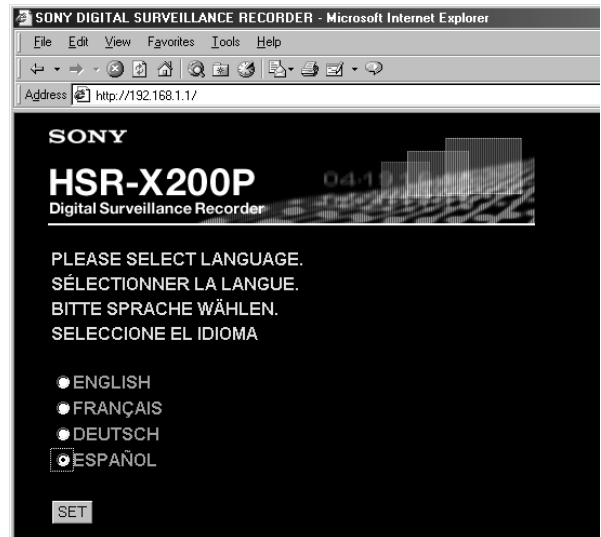 SONY DIGITAL SURVEILLANCE RECORDER - Microsoft Internet Explorer
File Edit View Favorites Tools Help
Address http://192.168.1.1/
SONY
HSR-X200P
Digital Surveillance Recorder
PLEASE SELECT LANGUAGE.
SÉLECTIONNER LA LANGUE.
BITTE SPRACHE WÄHLEN.
SELECCIONE EL IDIOMA
ENGLISH
FRANÇAIS
DEUTSCH
ESPAÑOL
SET